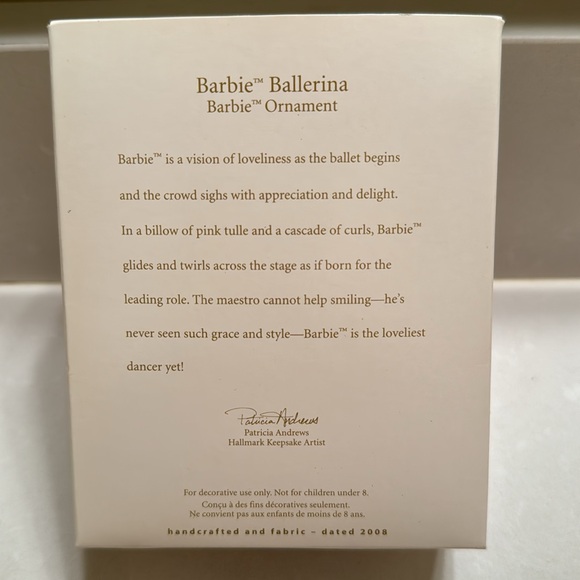 Barbie™ Ballerina
Barbie™ Ornament
Barbie™ is a vision of loveliness as the ballet begins
and the crowd sighs with appreciation and delight.
In a billow of pink tulle and a cascade of curls, Barbie™
glides and twirls across the stage as if born for the
leading role. The maestro cannot help smiling—he's
never seen such grace and style—Barbie™ is the loveliest
dancer yet!
Patricia Andrews
Patricia Andrews
Hallmark Keepsake Artist
For decorative use only. Not for children under 8.
Conçu à des fins décoratives seulement.
Ne convient pas aux enfants de moins de 8 ans.
handcrafted and fabric – dated 2008